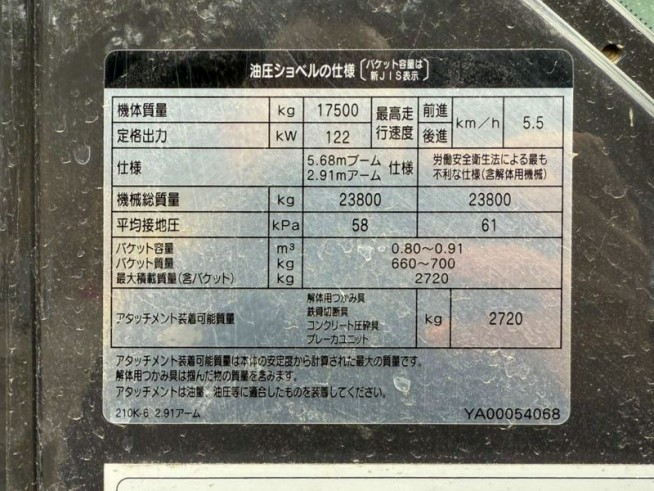 油圧ショベルの仕様〔バケット容量は新JIS表示〕
機体質量 kg 17500 最高走行速度 前進 後進 km/h 5.5
定格出力 kW 122
仕様 5.68mブーム 2.91mアーム 仕様 労働安全衛生法による最も不利な仕様(含解体用機械)
機械総質量 kg 23800 23800
平均接地圧 kPa 58 61
バケット容量 m³ 0.80～0.91
バケット質量 kg 660～700
最大積載質量(含バケット) kg 2720
アタッチメント装着可能質量 解体用つかみ具 鉄骨切断具 コンクリート圧砕具 ブレーカユニット kg 2720
アタッチメント装着可能質量は本体の安定度から計算された最大の質量です。
解体用つかみ具は掴んだ物の質量を含みます。
アタッチメントは油量、油圧等に適合したものを装着してください。
210K-6 2.91アーム YA00054068